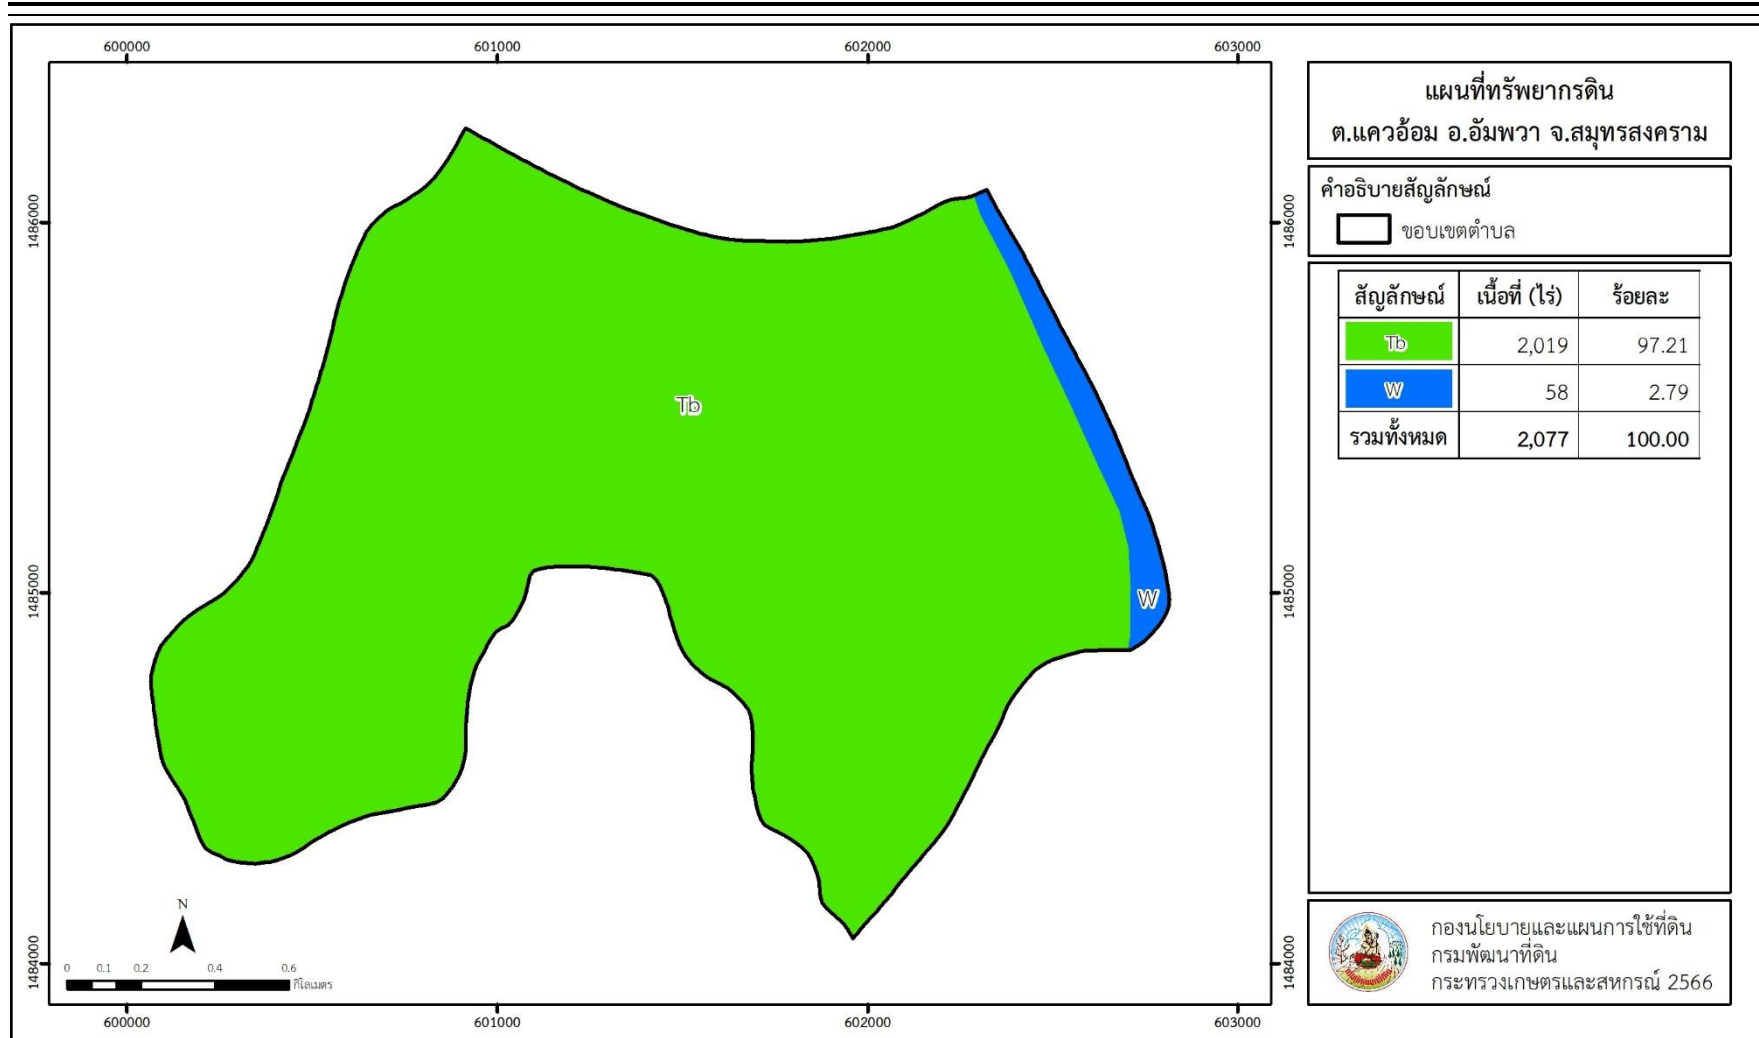 600000 601000 602000 603000
1486000 1486000
1485000 1485000
1484000 1484000
Tb
W
N
0 0.1 0.2 0.4 0.6
กิโลเมตร
600000 601000 602000 603000
แผนที่ทรัพยากรดิน
ต.แควอ้อม อ.อัมพวา จ.สมุทรสงคราม
คำอธิบายสัญลักษณ์
ขอบเขตตำบล
สัญลักษณ์ เนื้อที่ (ไร่) ร้อยละ
Tb 2,019 97.21
W 58 2.79
รวมทั้งหมด 2,077 100.00
กองนโยบายและแผนการใช้ที่ดิน
กรมพัฒนาที่ดิน
กระทรวงเกษตรและสหกรณ์ 2566